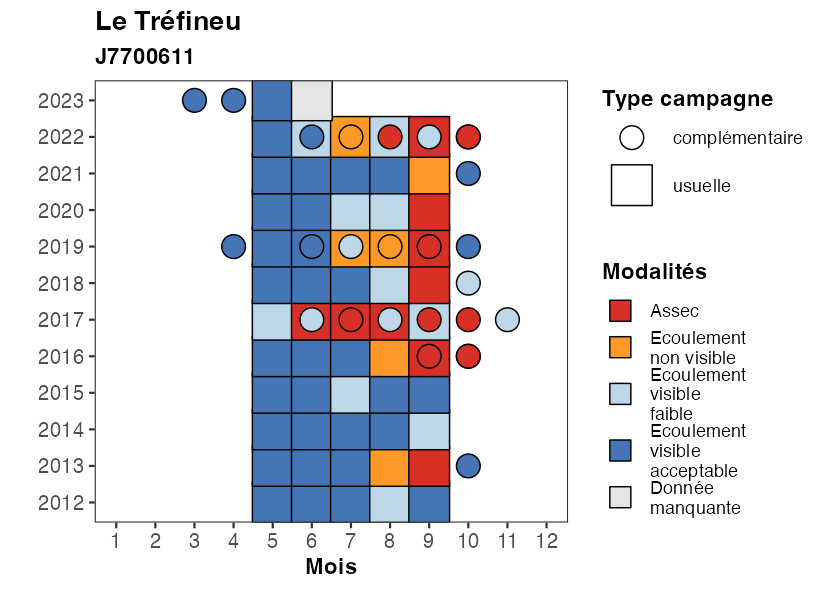 Le Tréfineu
J7700611
2023
2022
2021
2020
2019
2018
2017
2016
2015
2014
2013
2012
1 2 3 4 5 6 7 8 9 10 11 12
Mois
Type campagne
complémentaire
usuelle
Modalités
Assec
Ecoulement
non visible
Ecoulement
visible
faible
Ecoulement
visible
acceptable
Donnée
manquante